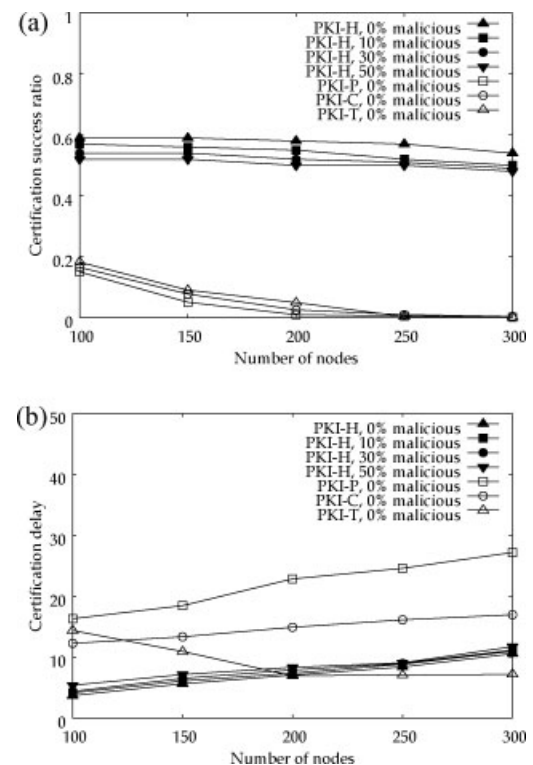 (a)
1
0.8
0.6
0.4
0.2
0
Certification success ratio
PKI-H, 0% malicious
PKI-H, 10% malicious
PKI-H, 30% malicious
PKI-H, 50% malicious
PKI-P, 0% malicious
PKI-C, 0% malicious
PKI-T, 0% malicious
100 150 200 250 300
Number of nodes
(b)
50
40
30
20
10
0
Certification delay
PKI-H, 0% malicious
PKI-H, 10% malicious
PKI-H, 30% malicious
PKI-H, 50% malicious
PKI-P, 0% malicious
PKI-C, 0% malicious
PKI-T, 0% malicious
100 150 200 250 300
Number of nodes